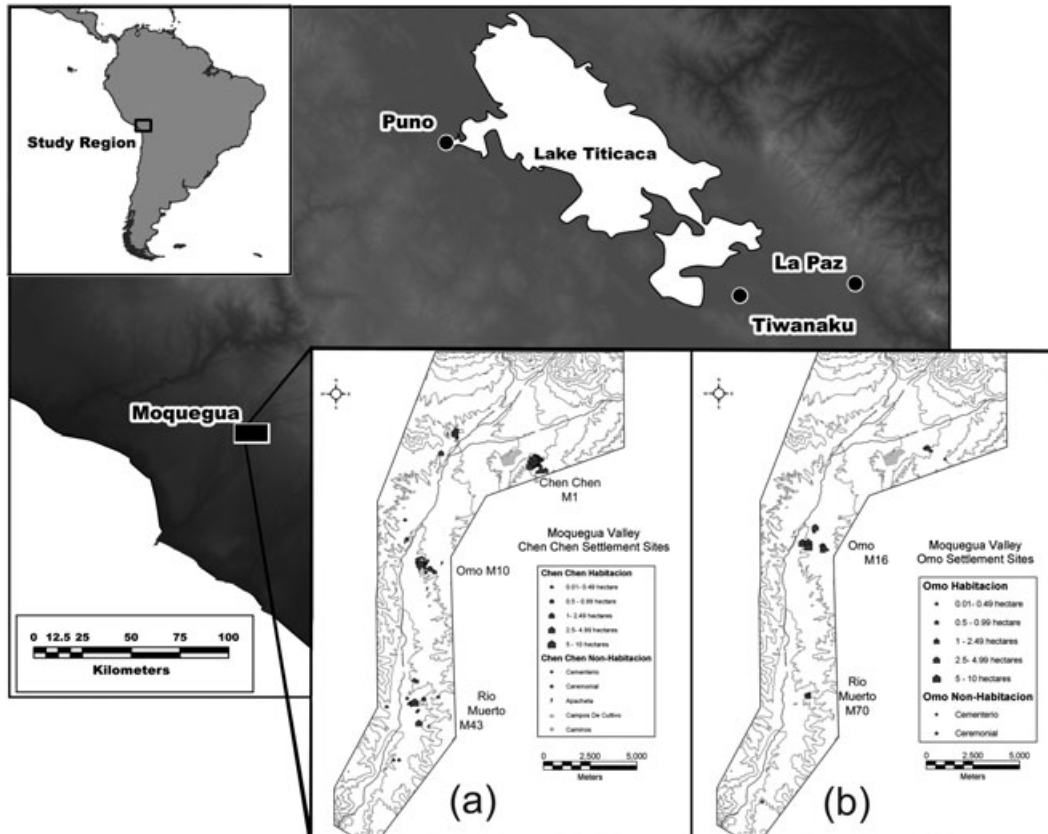 Study Region
Puno
Lake Titicaca
La Paz
Tiwanaku
Moquegua
0 12.5 25 50 75 100
Kilometers
Chen Chen
M1
Moquegua Valley
Chen Chen Settlement Sites
Omo M10
Chen Chen Habitacion
0.01- 0.49 hectare
0.5 - 0.99 hectare
1- 2.49 hectares
2.5- 4.99 hectares
5 - 10 hectares
Chen Chen Non-Habitacion
Cementerio
Ceremonial
Apacheta
Campos De Cultivo
Caminos
Rio
Muerto
M43
0 2,500 5,000
Meters
(a)
Omo
M16
Moquegua Valley
Omo Settlement Sites
Omo Habitacion
0.01- 0.49 hectare
0.5 - 0.99 hectare
1 - 2.49 hectares
2.5- 4.99 hectares
5 - 10 hectares
Omo Non-Habitacion
Cementerio
Ceremonial
Rio
Muerto
M70
0 2,500 5,000
Meters
(b)